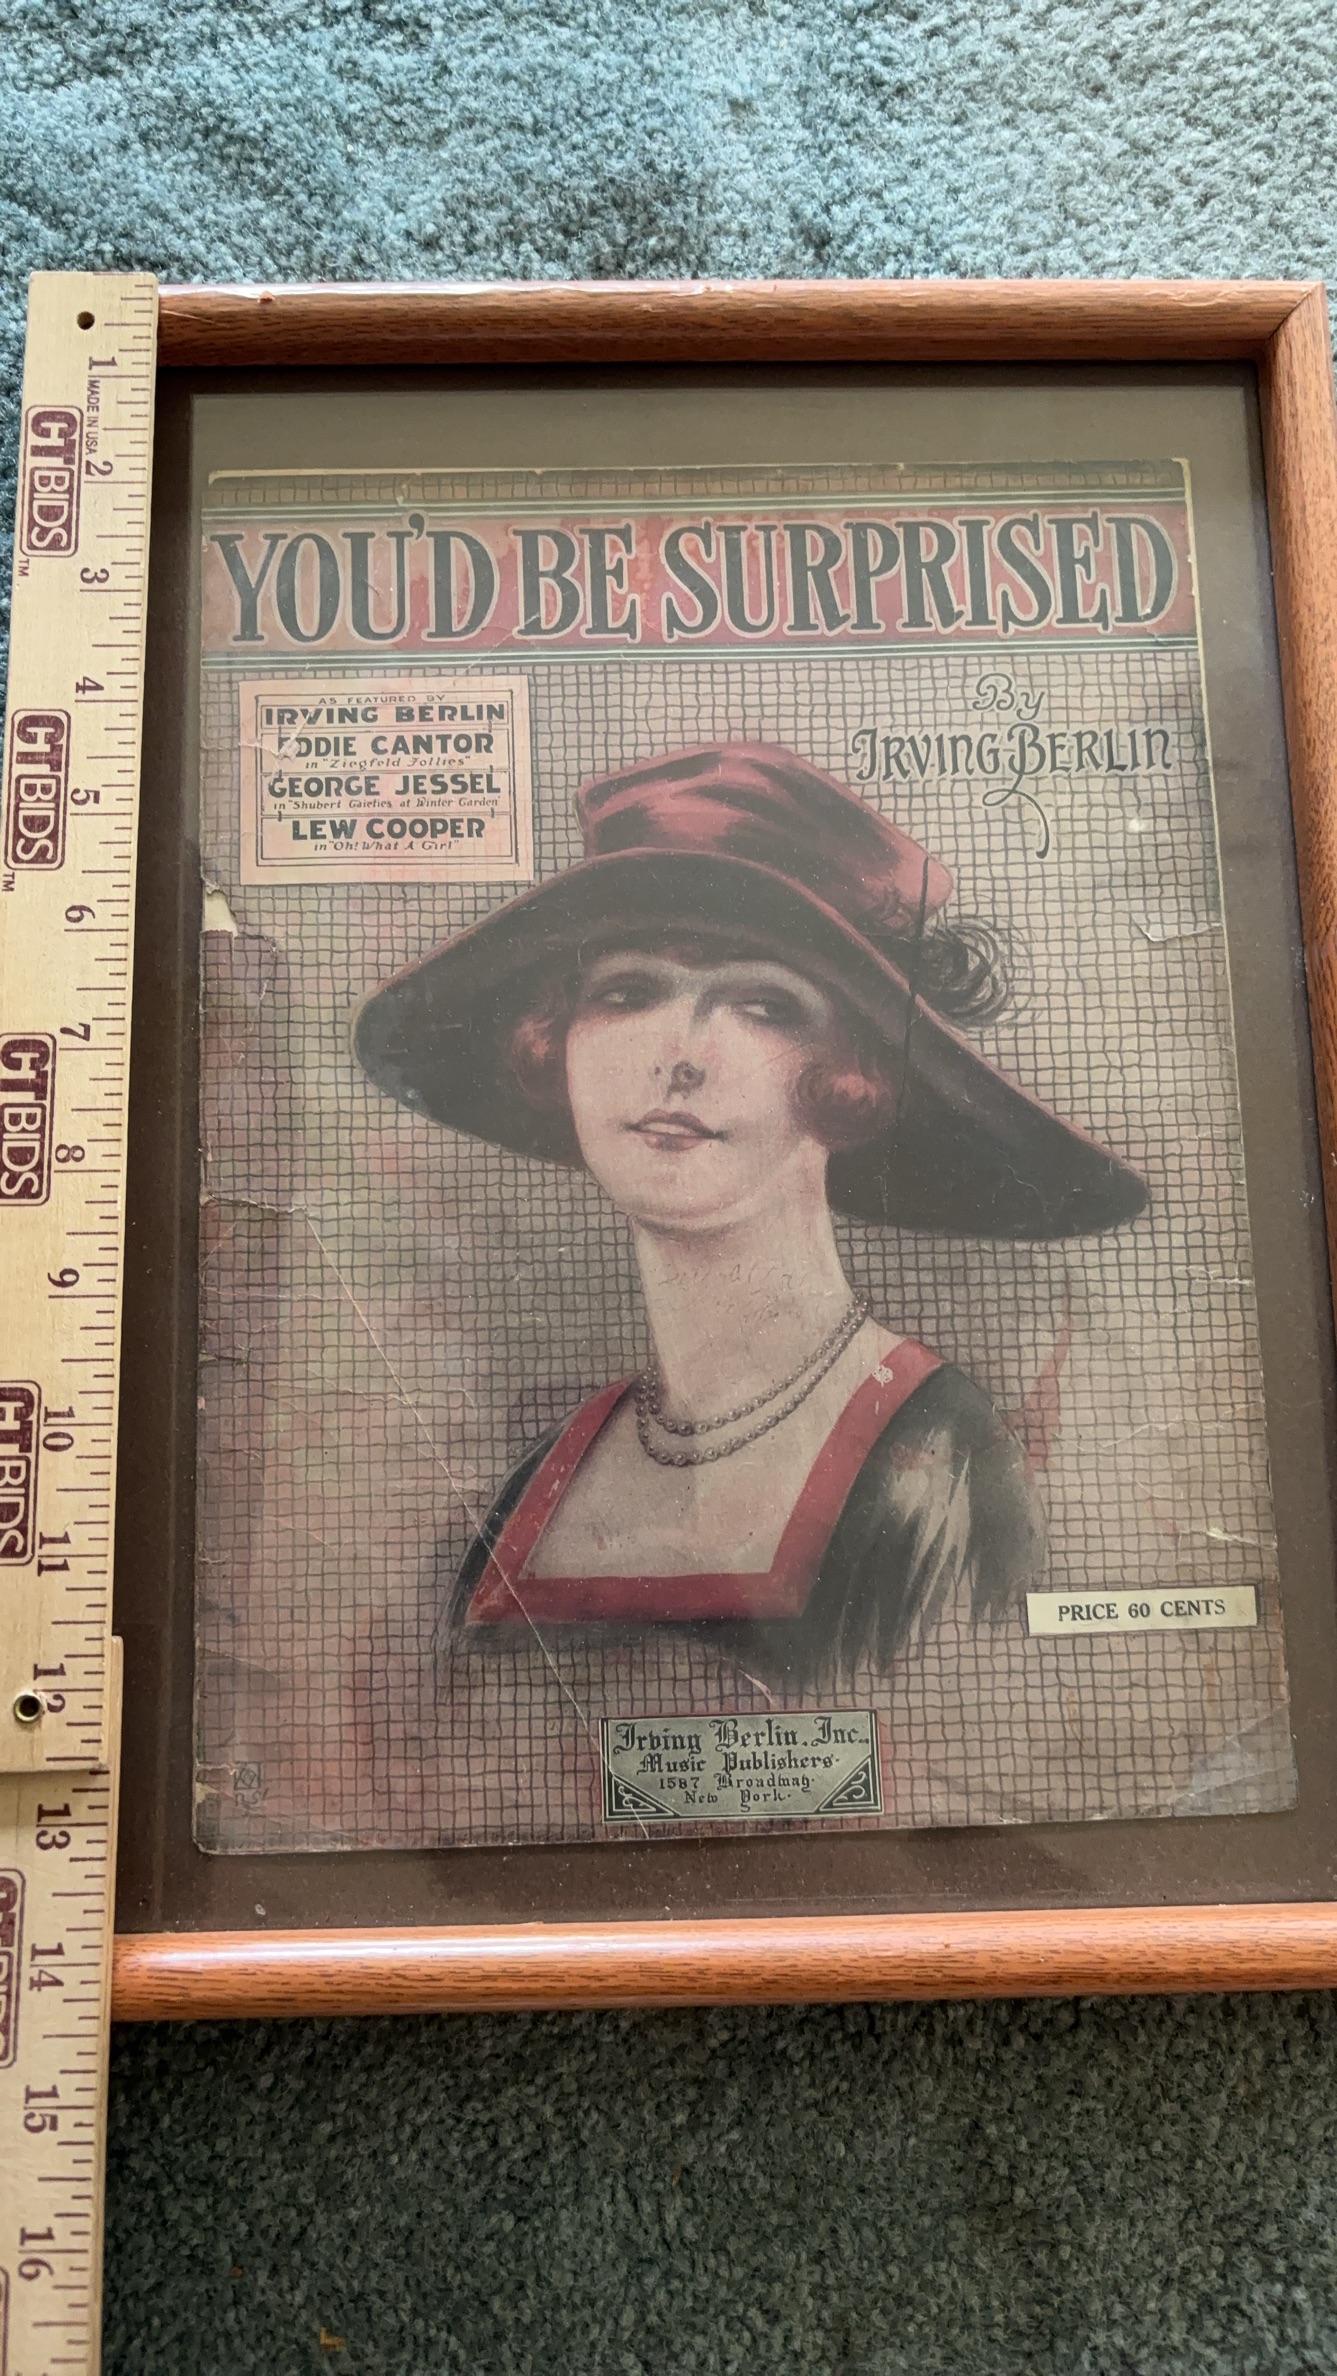 YOU'D BE SURPRISED
By
IRVING BERLIN
AS FEATURED BY
IRVING BERLIN
EDDIE CANTOR
in "Ziegfeld Follies"
GEORGE JESSEL
in "Shubert Gaieties at Winter Garden"
LEW COOPER
in "Oh! What A Girl"
PRICE 60 CENTS
Irving Berlin, Inc.
Music Publishers
1587 Broadway
New York
1
MADE IN USA
2
CTBIDS™
3
4
CTBIDS™
5
6
7
CTBIDS
8
9
10
CTBIDS
11
12
13
14
15
16